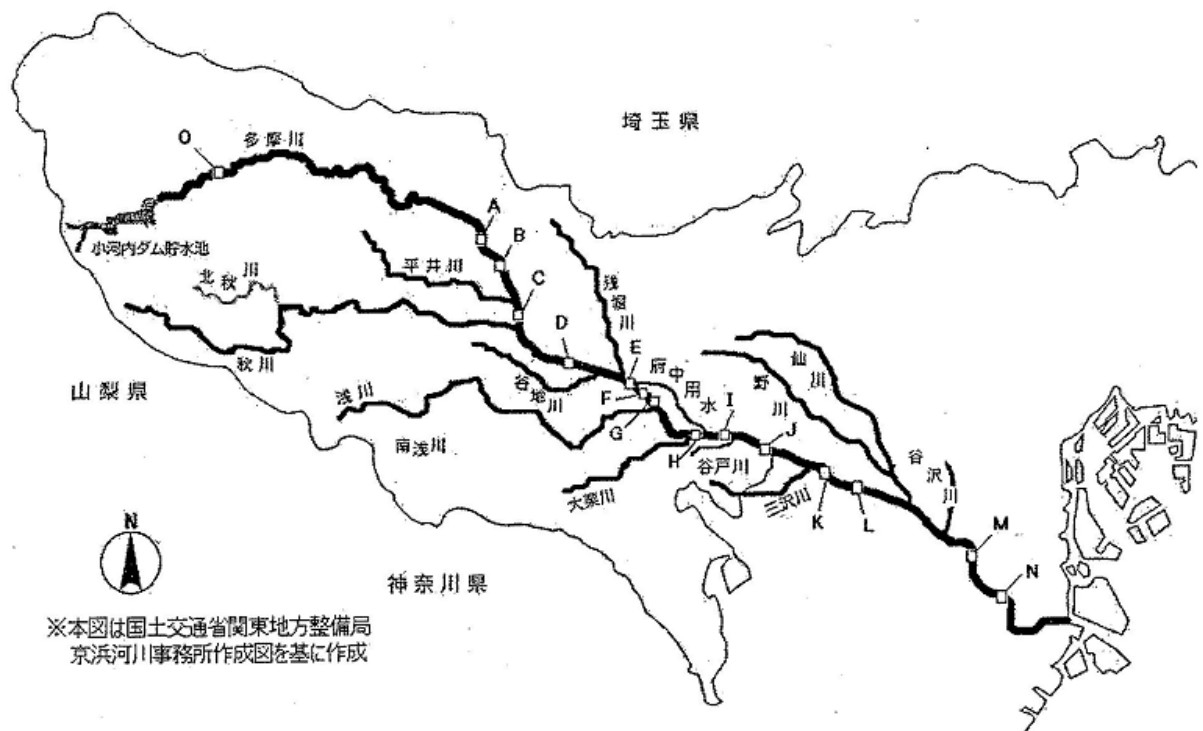 埼玉県
O
多摩川
A
B
小河内ダム貯水池
平井川
C
北秋川
残堀川
D
E
秋川
府中用水
仙川
山梨県
谷地川
F
野川
浅川
G
I
J
南浅川
H
谷戸川
谷沢川
大栗川
三沢川
K
L
M
N
N
神奈川県
※本図は国土交通省関東地方整備局
京浜河川事務所作成図を基に作成